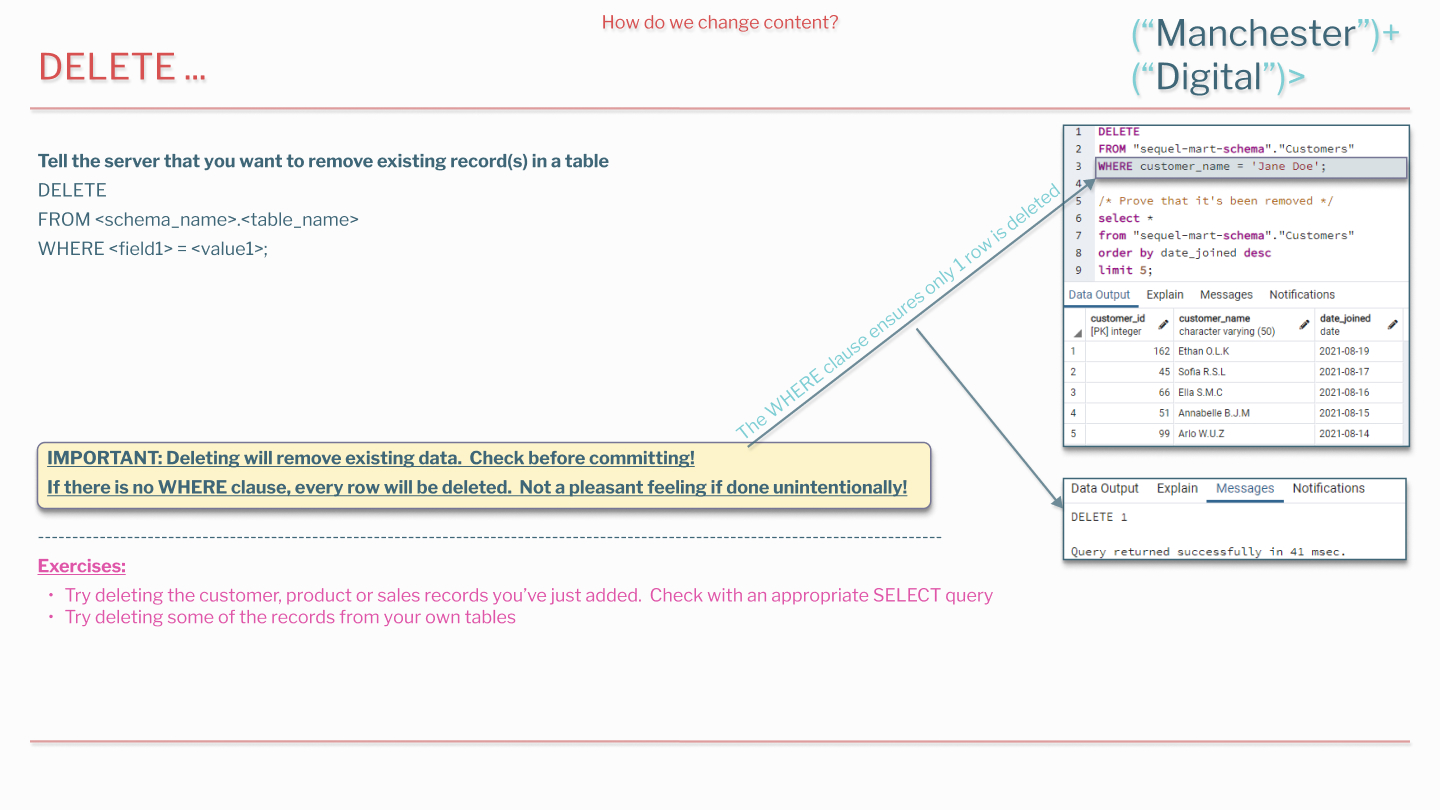 How do we change content?
("Manchester")+
("Digital")>
DELETE ...
Tell the server that you want to remove existing record(s) in a table
DELETE
FROM <schema_name>.<table_name>
WHERE <field1> = <value1>;
The WHERE clause ensures only 1 row is deleted
1 DELETE
2 FROM "sequel-mart-schema"."Customers"
3 WHERE customer_name = 'Jane Doe';
4
5 /* Prove that it's been removed */
6 select *
7 from "sequel-mart-schema"."Customers"
8 order by date_joined desc
9 limit 5;
Data Output Explain Messages Notifications
customer_id customer_name date_joined
[PK] integer character varying (50) date
1 162 Ethan O.L.K 2021-08-19
2 45 Sofia R.S.L 2021-08-17
3 66 Ella S.M.C 2021-08-16
4 51 Annabelle B.J.M 2021-08-15
5 99 Arlo W.U.Z 2021-08-14
IMPORTANT: Deleting will remove existing data.  Check before committing!
If there is no WHERE clause, every row will be deleted.  Not a pleasant feeling if done unintentionally!
Data Output Explain Messages Notifications
DELETE 1
Query returned successfully in 41 msec.
Exercises:
• Try deleting the customer, product or sales records you've just added.  Check with an appropriate SELECT query
• Try deleting some of the records from your own tables